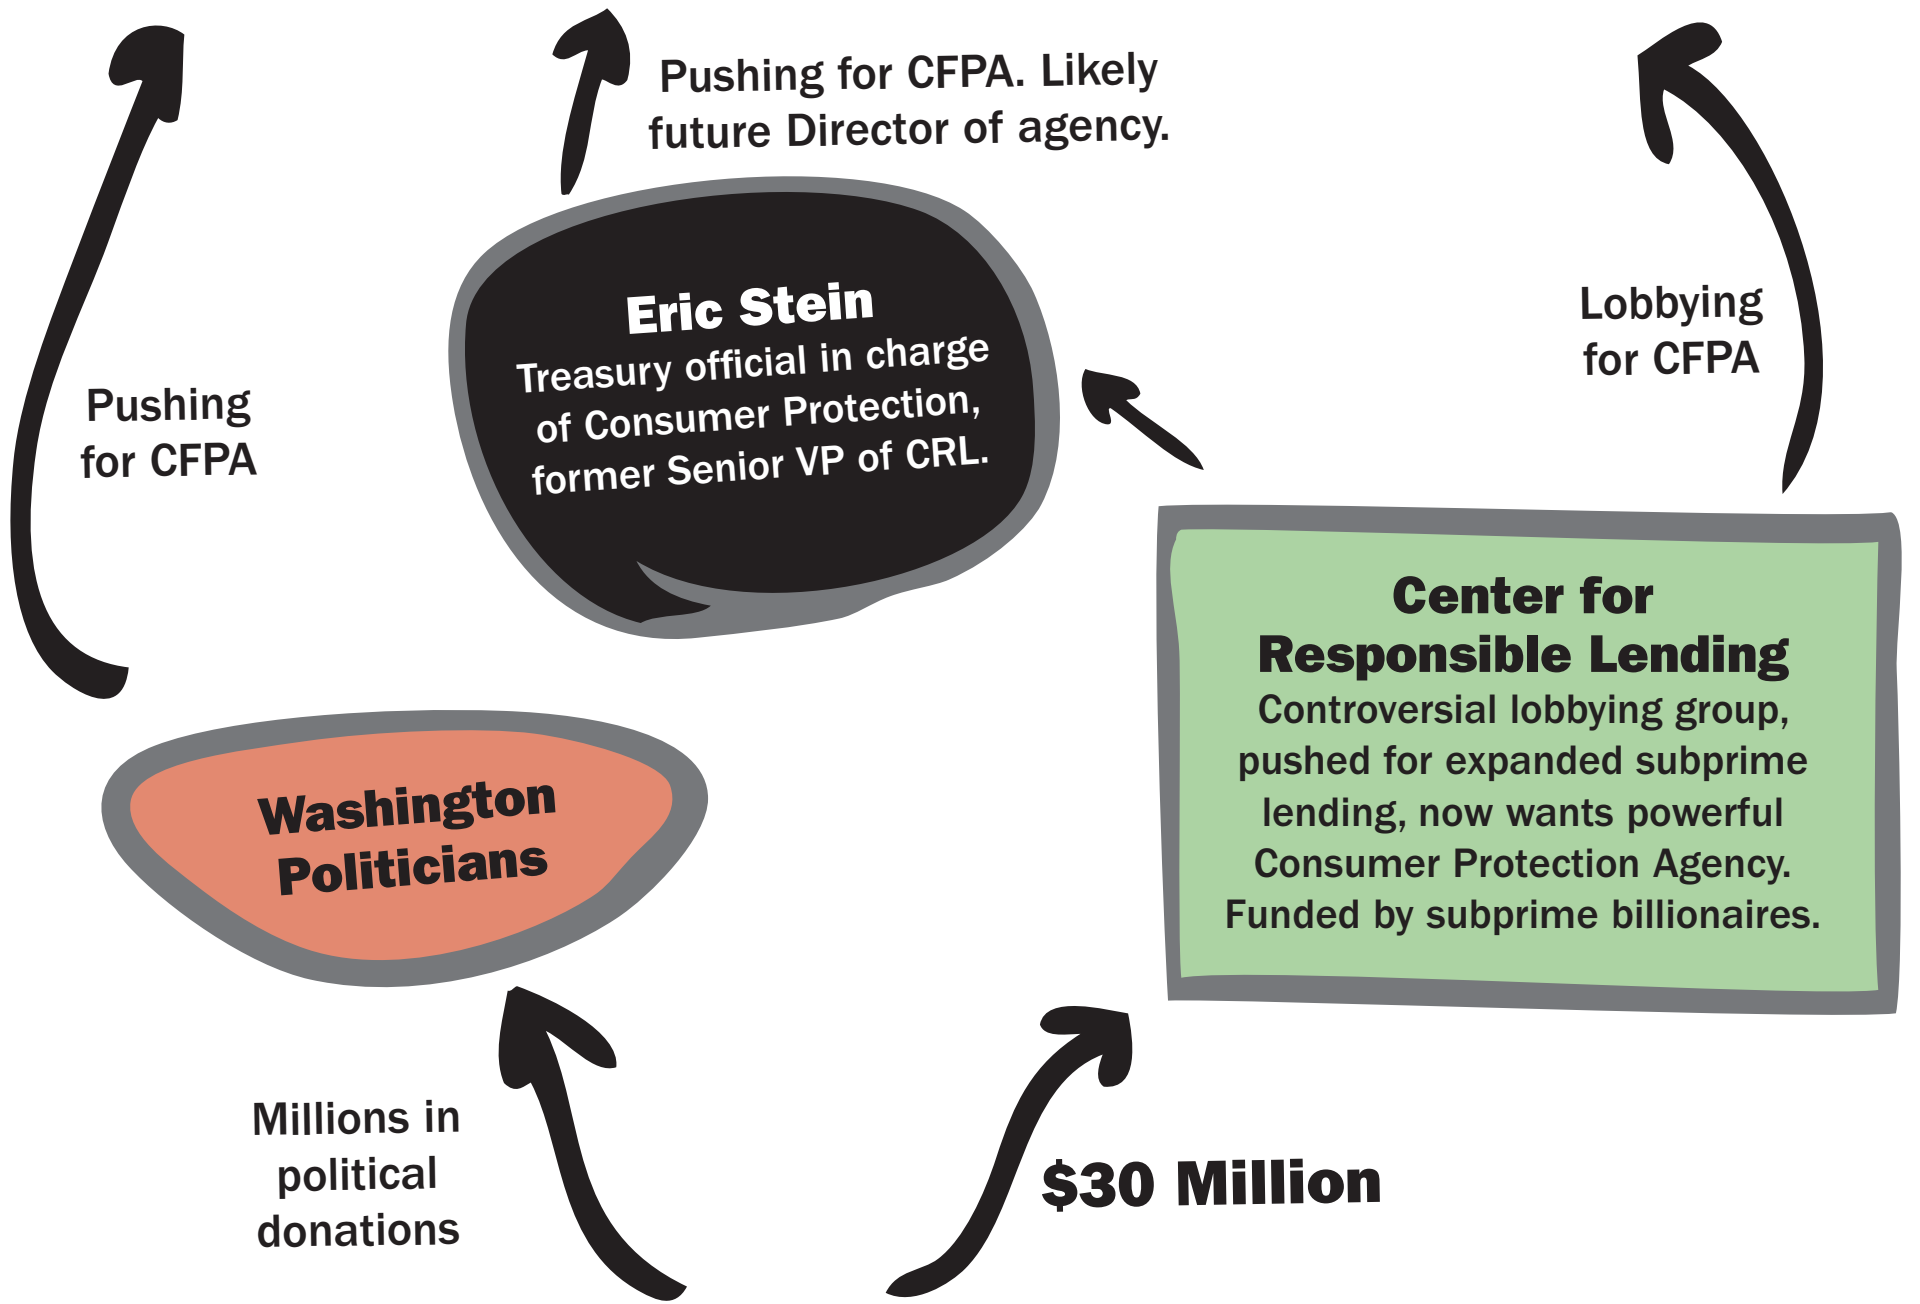 Pushing for CFPA. Likely
future Director of agency.
Eric Stein
Treasury official in charge
of Consumer Protection,
former Senior VP of CRL.
Lobbying
for CFPA
Pushing
for CFPA
Center for
Responsible Lending
Controversial lobbying group,
pushed for expanded subprime
lending, now wants powerful
Consumer Protection Agency.
Funded by subprime billionaires.
Washington
Politicians
Millions in
political
donations
$30 Million